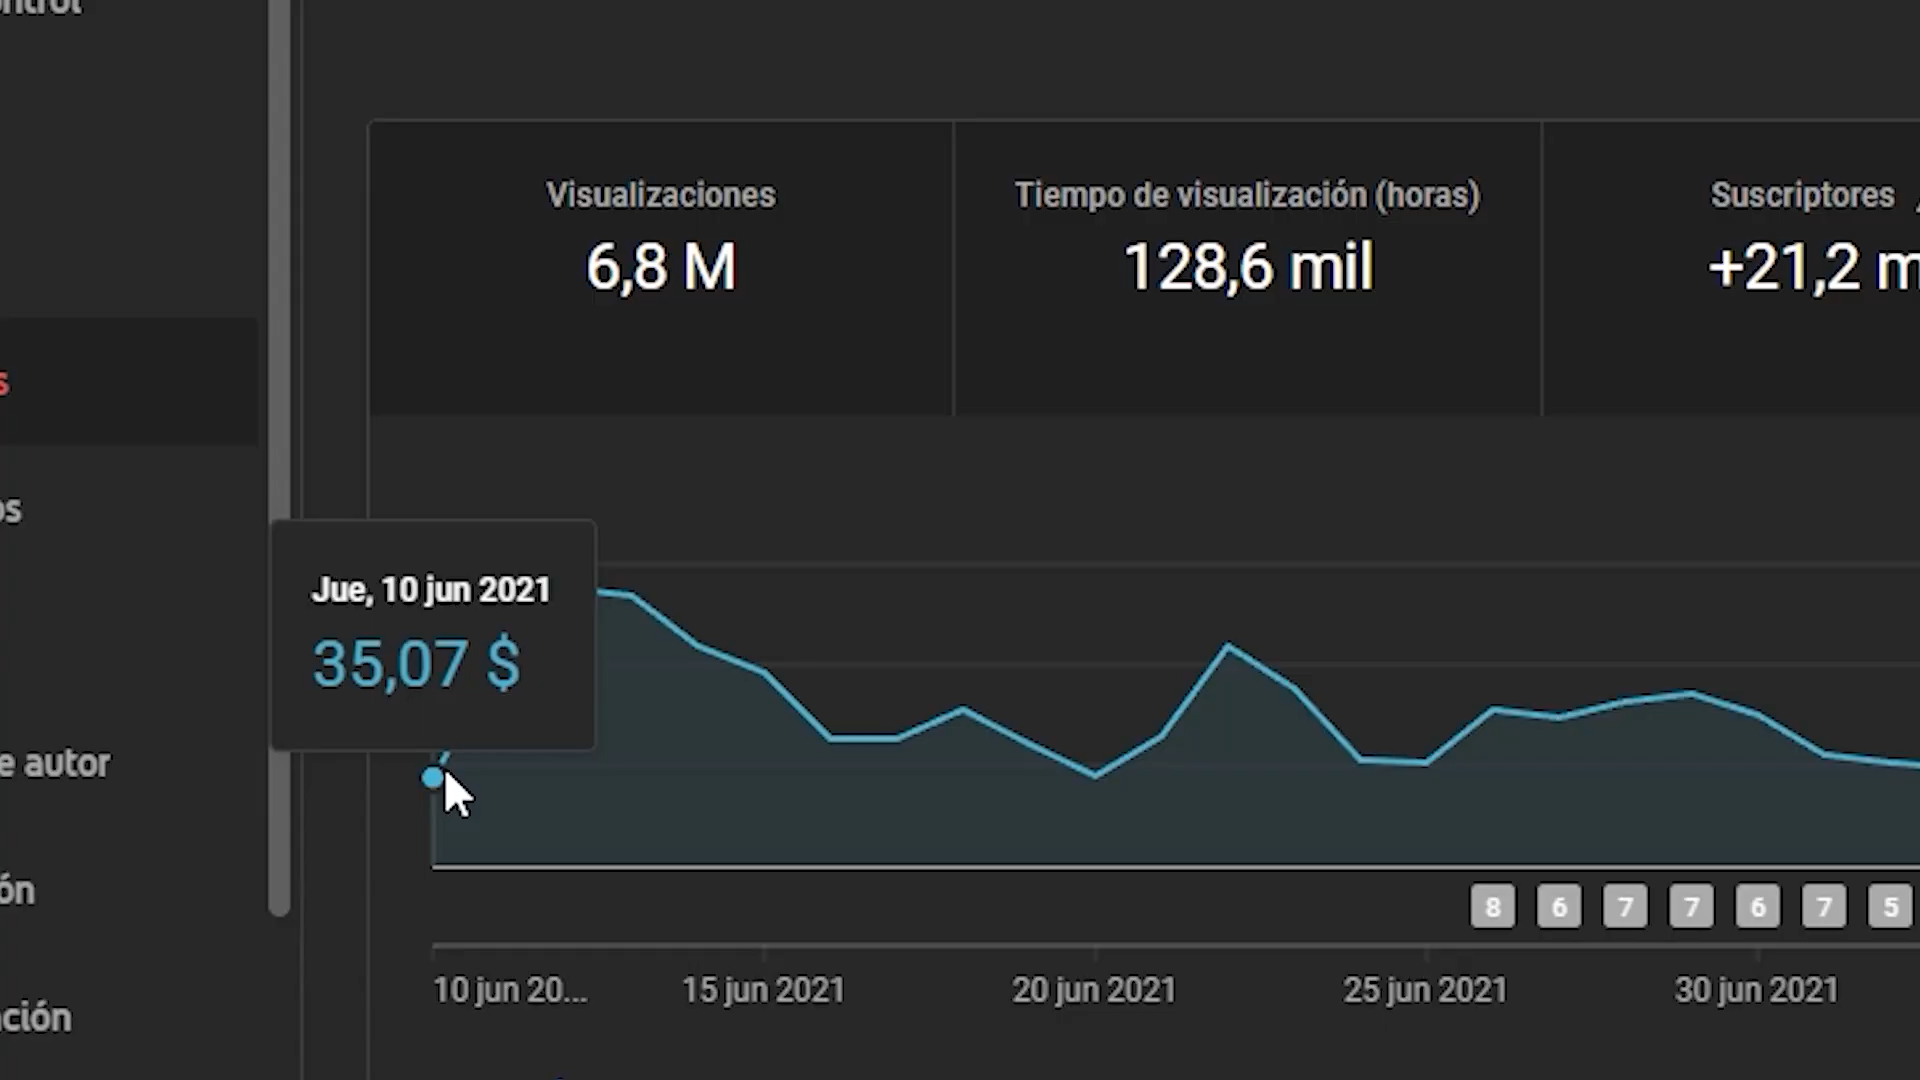 Visualizaciones
6,8 M
Tiempo de visualización (horas)
128,6 mil
Suscriptores
+21,2 m
s
os
Jue, 10 jun 2021
35,07 $
e autor
ón
ción
8 6 7 7 6 7 5
10 jun 20... 15 jun 2021 20 jun 2021 25 jun 2021 30 jun 2021